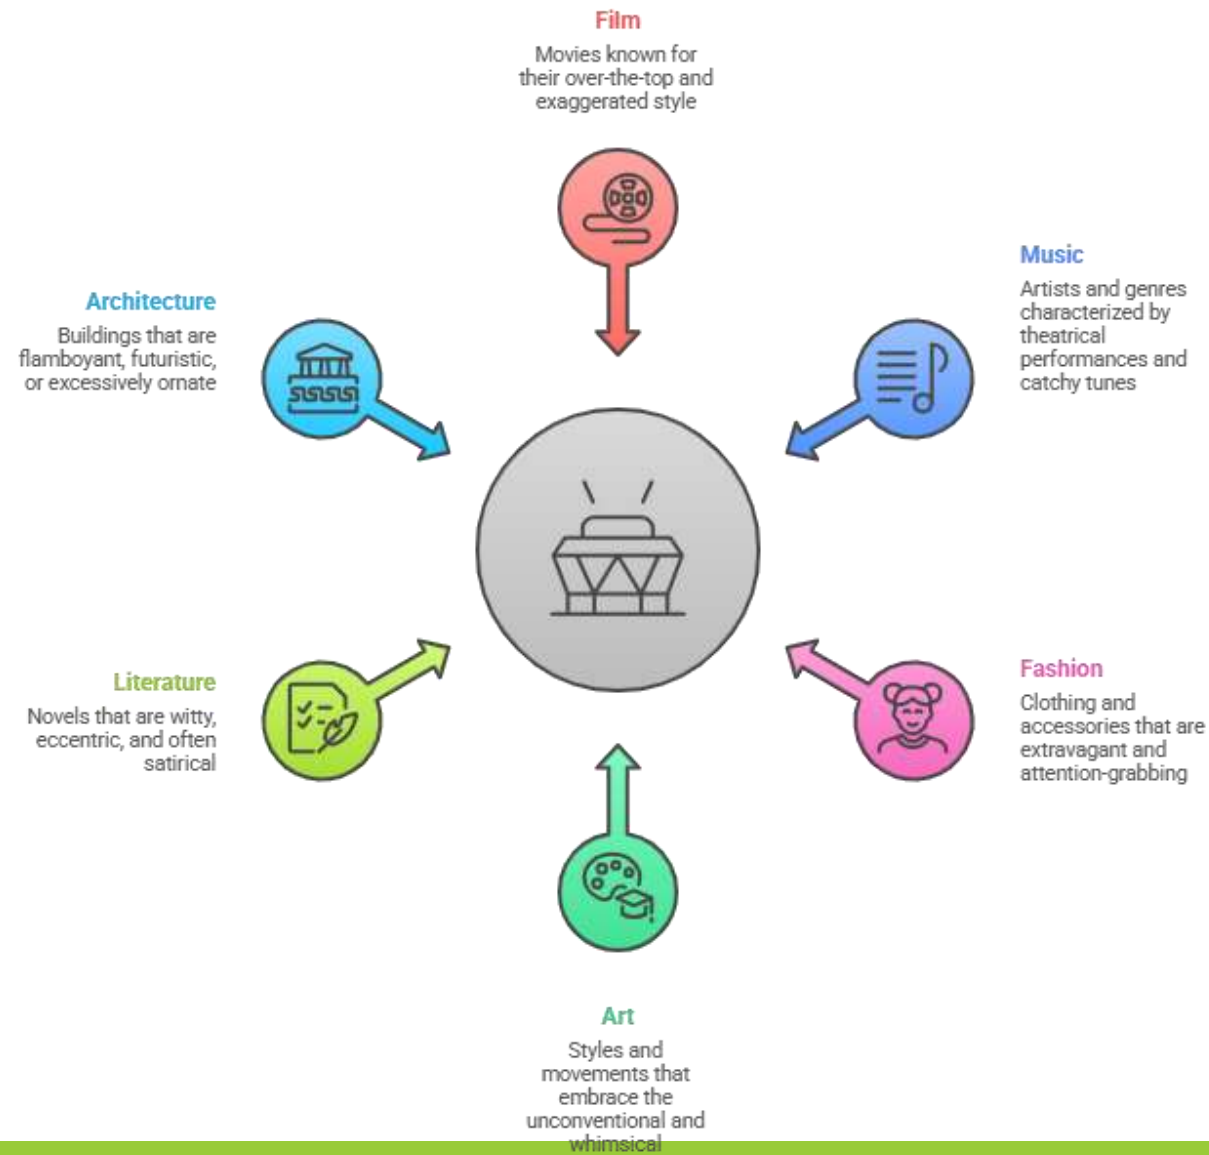 Film
Movies known for
their over-the-top and
exaggerated style
Music
Artists and genres
characterized by
theatrical
performances and
catchy tunes
Architecture
Buildings that are
flamboyant, futuristic,
or excessively ornate
Literature
Novels that are witty,
eccentric, and often
satirical
Fashion
Clothing and
accessories that are
extravagant and
attention-grabbing
Art
Styles and
movements that
embrace the
unconventional and
whimsical